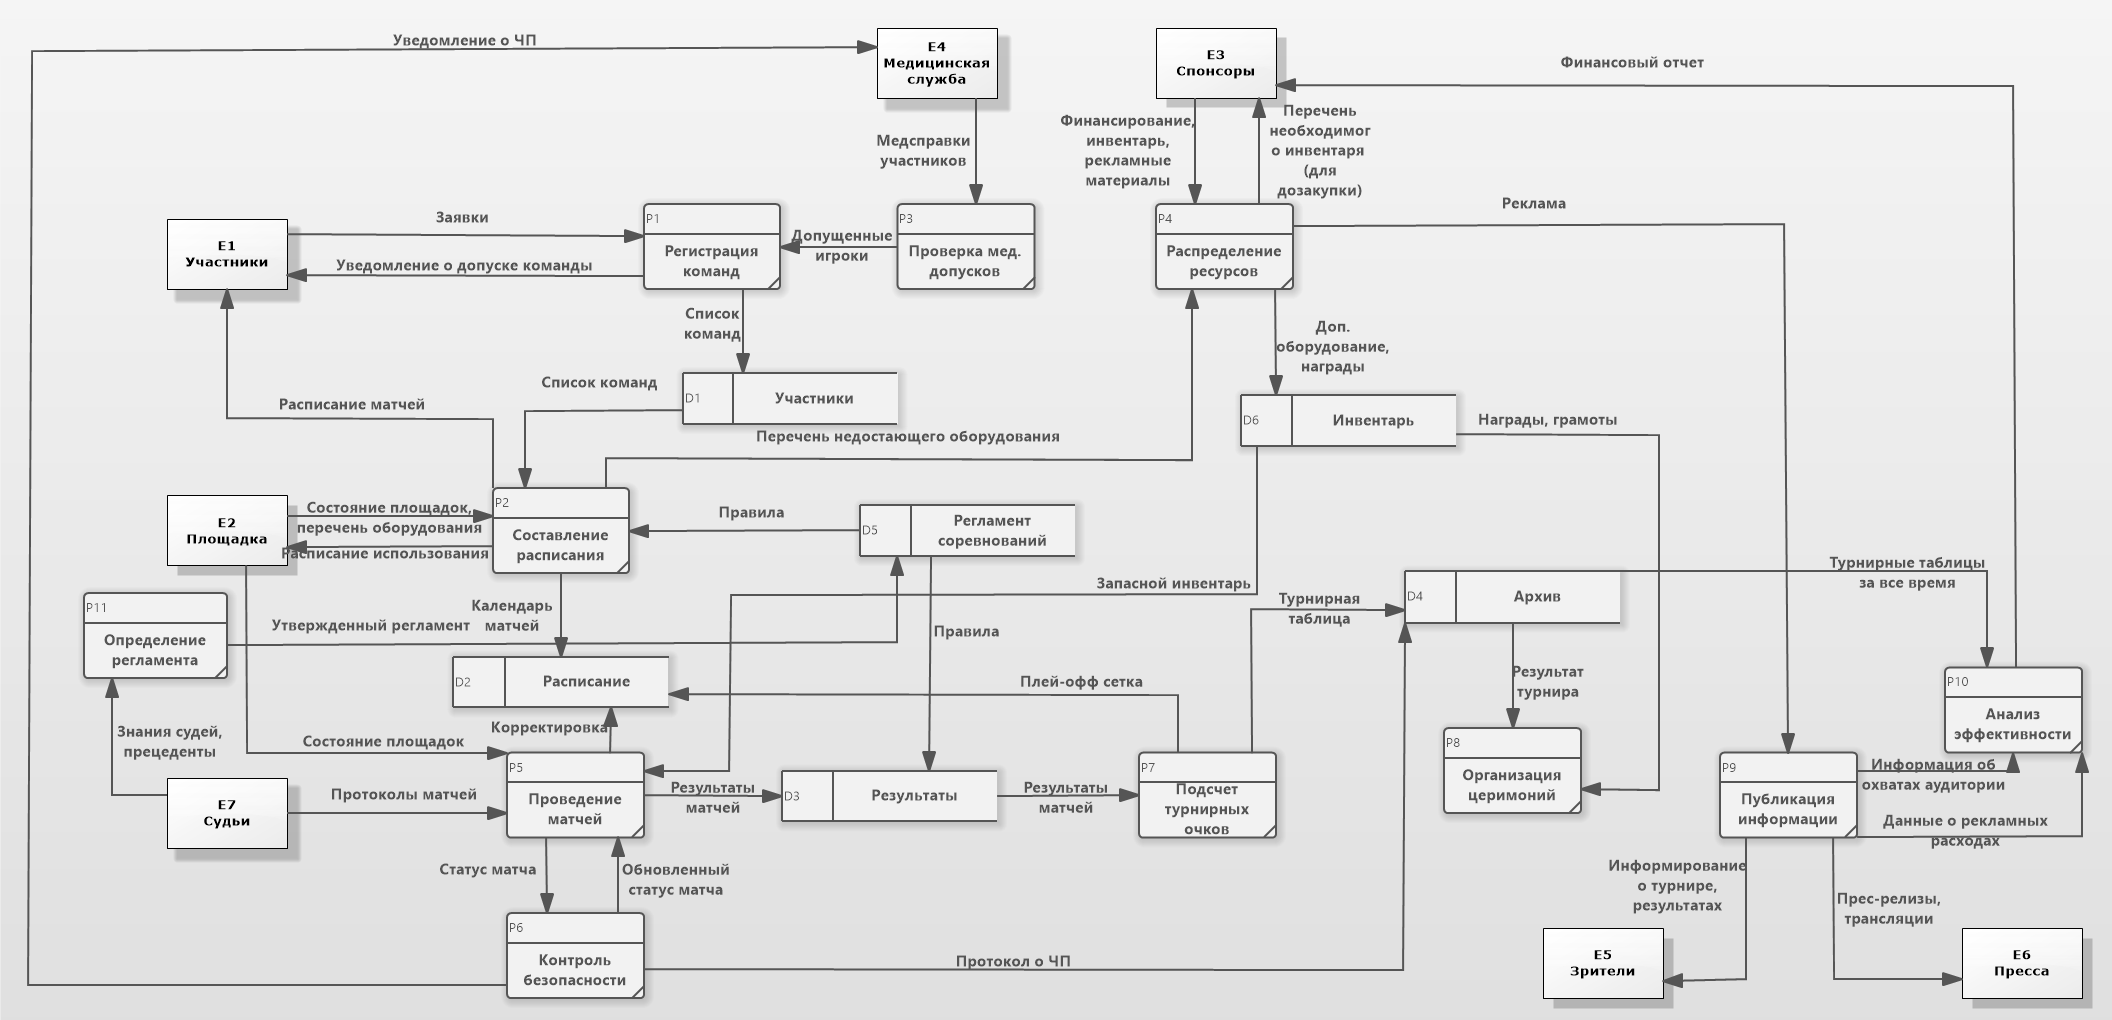 Уведомление о ЧП
E4
Медицинская
служба
E3
Спонсоры
Финансовый отчет
Медсправки
участников
Финансирование,
инвентарь,
рекламные
материалы
Перечень
необходимог
о инвентаря
(для
дозакупки)
E1
Участники
Заявки
Уведомление о допуске команды
P1
Регистрация
команд
Допущенные
игроки
P3
Проверка мед.
допусков
P4
Распределение
ресурсов
Реклама
Список
команд
Доп.
оборудование,
награды
Расписание матчей
Список команд
D1
Участники
Перечень недостающего оборудования
D6
Инвентарь
Награды, грамоты
E2
Площадка
Состояние площадок,
перечень оборудования
Расписание использования
P2
Составление
расписания
Правила
D5
Регламент
соревнований
Запасной инвентарь
Турнирная
таблица
D4
Архив
Турнирные таблицы
за все время
P11
Определение
регламента
Утвержденный регламент
Календарь
матчей
Правила
D2
Расписание
Плей-офф сетка
Результат
турнира
P10
Анализ
эффективности
Знания судей,
прецеденты
Состояние площадок
Корректировка
E7
Судьи
Протоколы матчей
P5
Проведение
матчей
Результаты
матчей
D3
Результаты
Результаты
матчей
P7
Подсчет
турнирных
очков
P8
Организация
церимоний
P9
Публикация
информации
Информация об
охватах аудитории
Данные о рекламных
расходах
Статус матча
Обновленный
статус матча
Информирование
о турнире,
результатах
Прес-релизы,
трансляции
P6
Контроль
безопасности
Протокол о ЧП
E5
Зрители
E6
Пресса